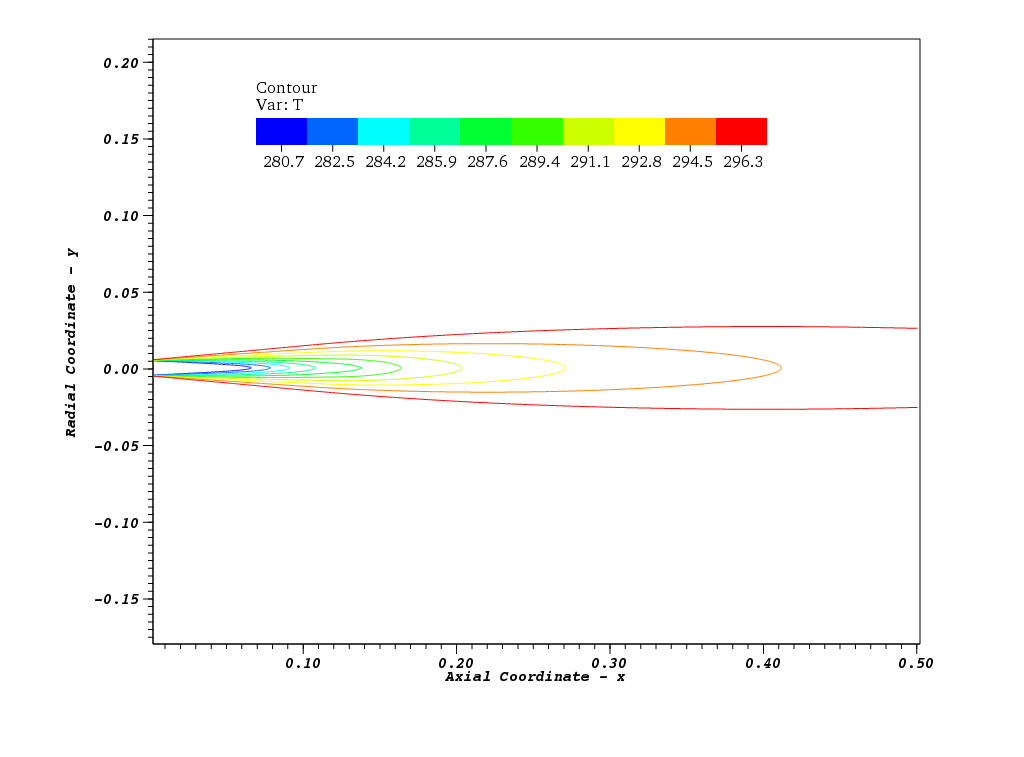 Contour
Var: T
280.7 282.5 284.2 285.9 287.6 289.4 291.1 292.8 294.5 296.3
0.20
0.15
0.10
0.05
0.00
-0.05
-0.10
-0.15
Radial Coordinate - y
0.10 0.20 0.30 0.40 0.50
Axial Coordinate - x